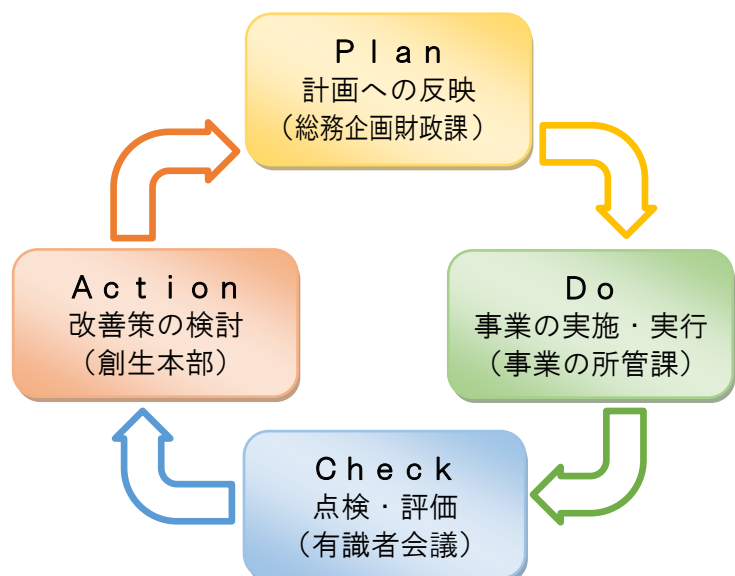 Ｐｌａｎ
計画への反映
（総務企画財政課）
Ａｃｔｉｏｎ
改善策の検討
（創生本部）
Ｄｏ
事業の実施・実行
（事業の所管課）
Ｃｈｅｃｋ
点検・評価
（有識者会議）